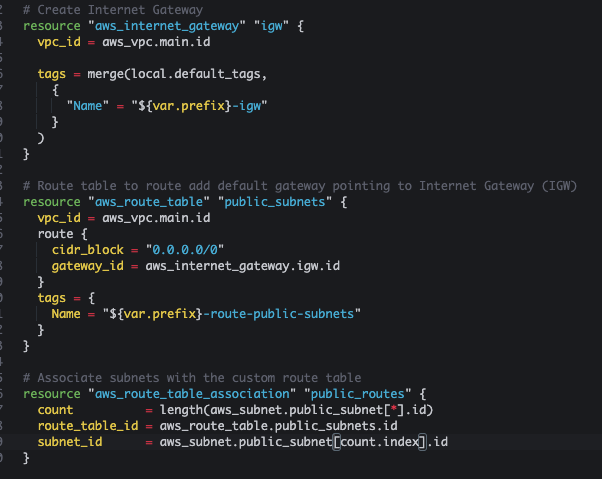 # Create Internet Gateway
resource "aws_internet_gateway" "igw" {
  vpc_id = aws_vpc.main.id

  tags = merge(local.default_tags,
    {
      "Name" = "${var.prefix}-igw"
    }
  )
}

# Route table to route add default gateway pointing to Internet Gateway (IGW)
resource "aws_route_table" "public_subnets" {
  vpc_id = aws_vpc.main.id
  route {
    cidr_block = "0.0.0.0/0"
    gateway_id = aws_internet_gateway.igw.id
  }
  tags = {
    Name = "${var.prefix}-route-public-subnets"
  }
}

# Associate subnets with the custom route table
resource "aws_route_table_association" "public_routes" {
  count          = length(aws_subnet.public_subnet[*].id)
  route_table_id = aws_route_table.public_subnets.id
  subnet_id      = aws_subnet.public_subnet[count.index].id
}